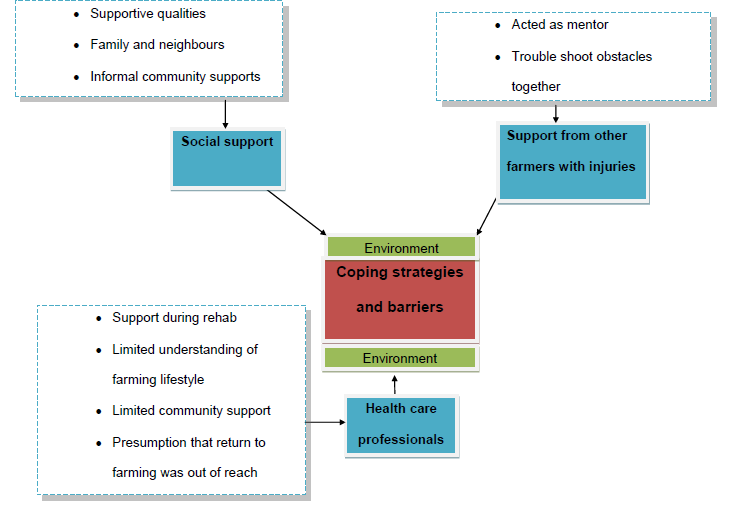 • Supportive qualities
• Family and neighbours
• Informal community supports
• Acted as mentor
• Trouble shoot obstacles
together
Social support
Support from other
farmers with injuries
Environment
Coping strategies
and barriers
Environment
• Support during rehab
• Limited understanding of
farming lifestyle
• Limited community support
• Presumption that return to
farming was out of reach
Health care
professionals